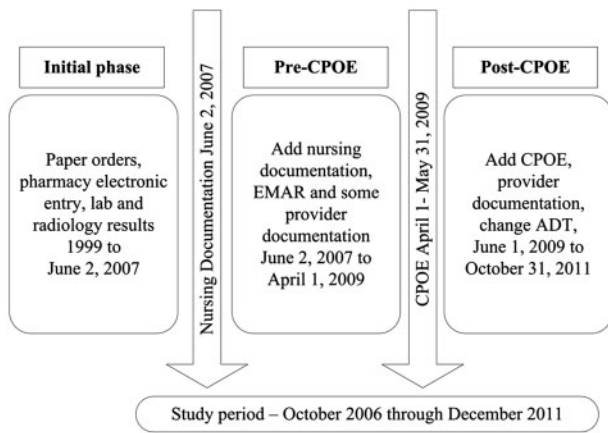 Initial phase
Paper orders,
pharmacy electronic
entry, lab and
radiology results
1999 to
June 2, 2007
Nursing Documentation June 2, 2007
Pre-CPOE
Add nursing
documentation,
EMAR and some
provider
documentation
June 2, 2007 to
April 1, 2009
CPOE April 1- May 31, 2009
Post-CPOE
Add CPOE,
provider
documentation,
change ADT,
June 1, 2009 to
October 31, 2011
Study period – October 2006 through December 2011